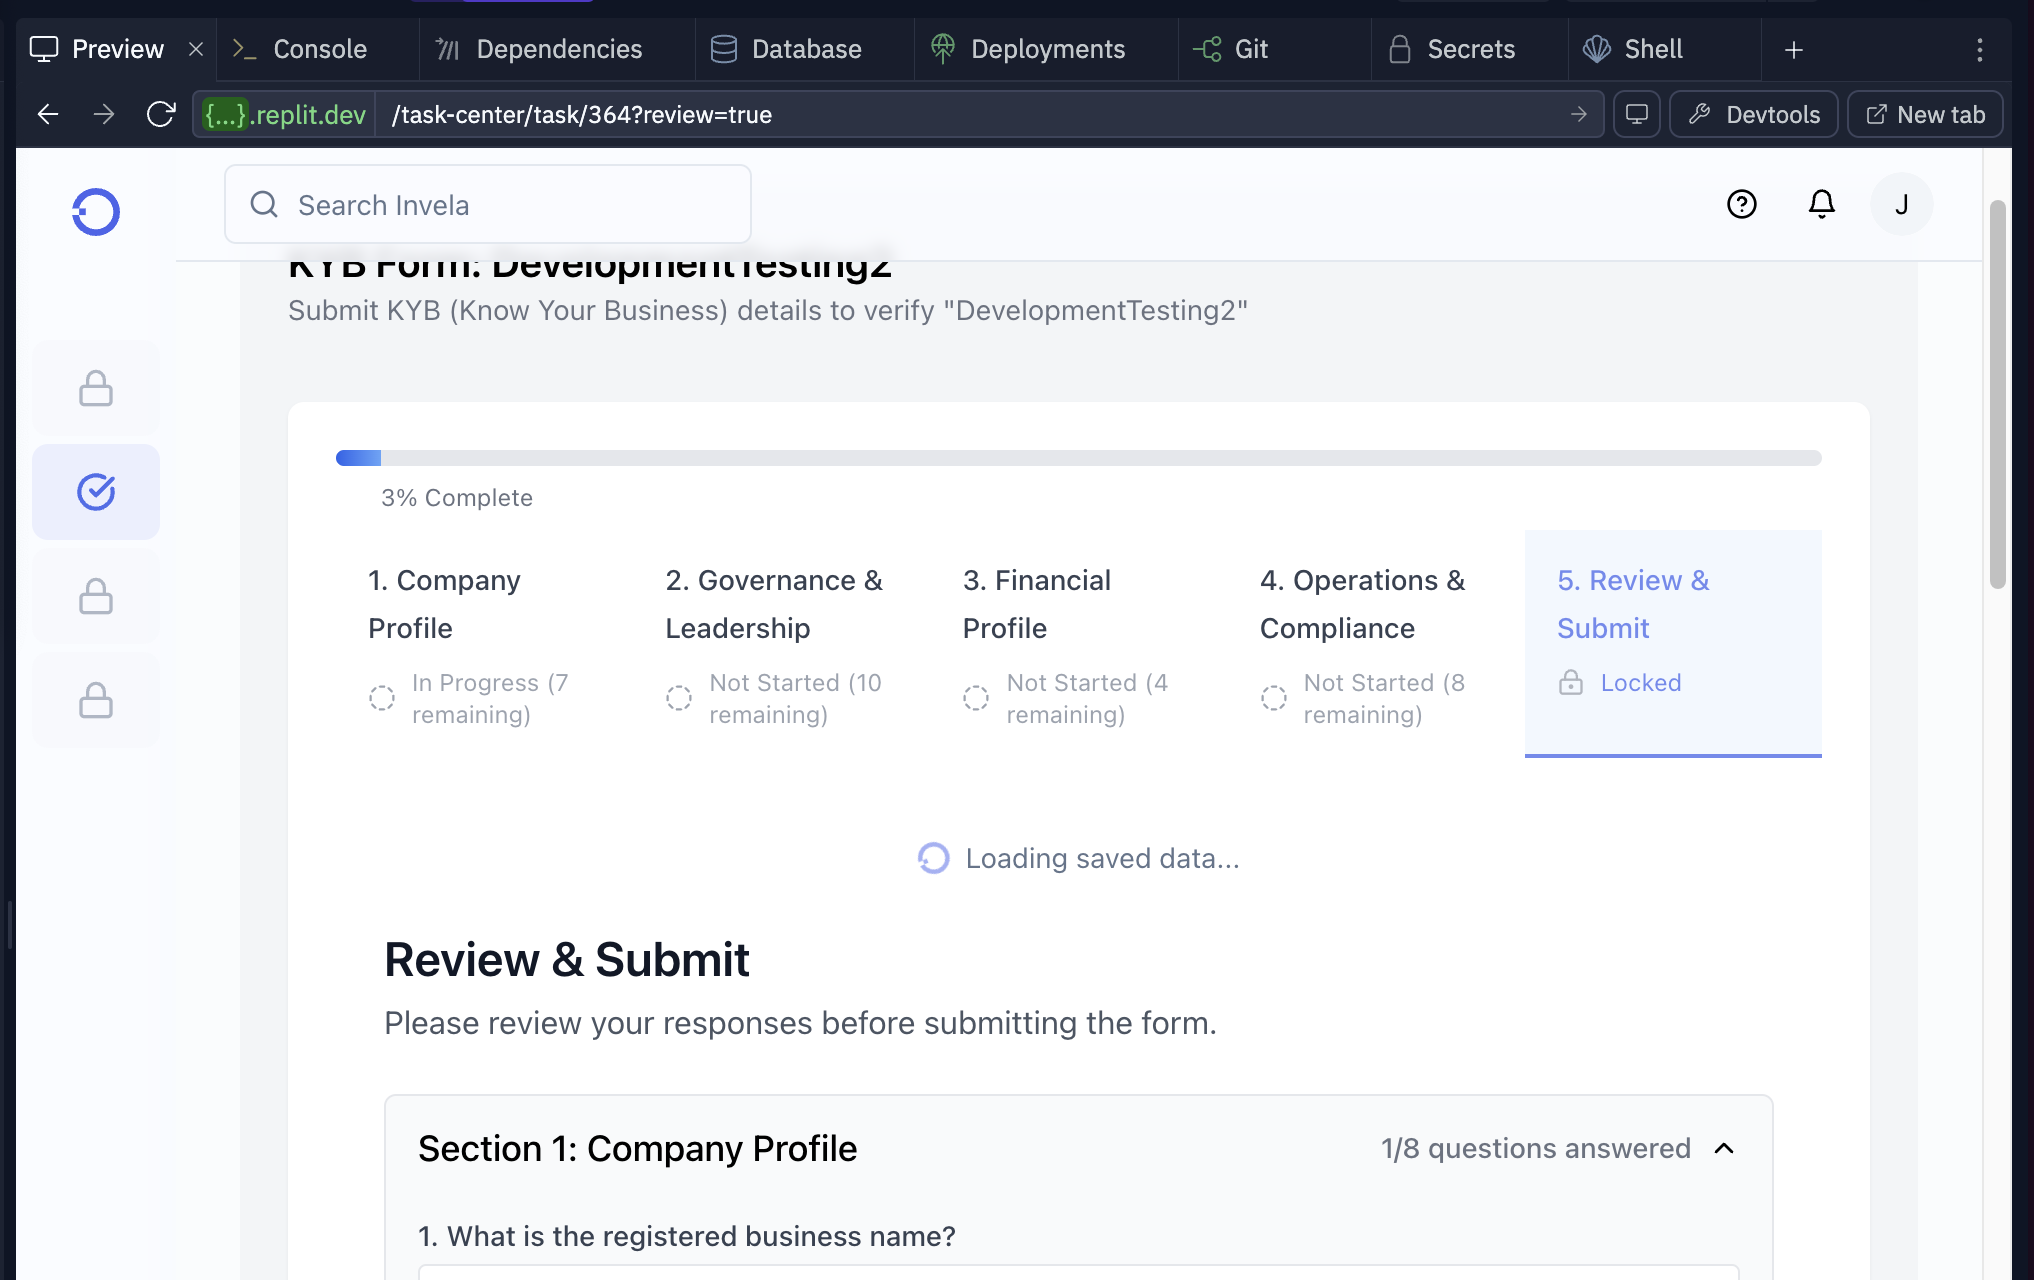 Preview
Console
Dependencies
Database
Deployments
Git
Secrets
Shell
{...}.replit.dev
/task-center/task/364?review=true
Devtools
New tab
Search Invela
J
KYB Form: DevelopmentTesting2
Submit KYB (Know Your Business) details to verify "DevelopmentTesting2"
3% Complete
1. Company
Profile
In Progress (7
remaining)
2. Governance &
Leadership
Not Started (10
remaining)
3. Financial
Profile
Not Started (4
remaining)
4. Operations &
Compliance
Not Started (8
remaining)
5. Review &
Submit
Locked
Loading saved data...
Review & Submit
Please review your responses before submitting the form.
Section 1: Company Profile
1/8 questions answered
1. What is the registered business name?